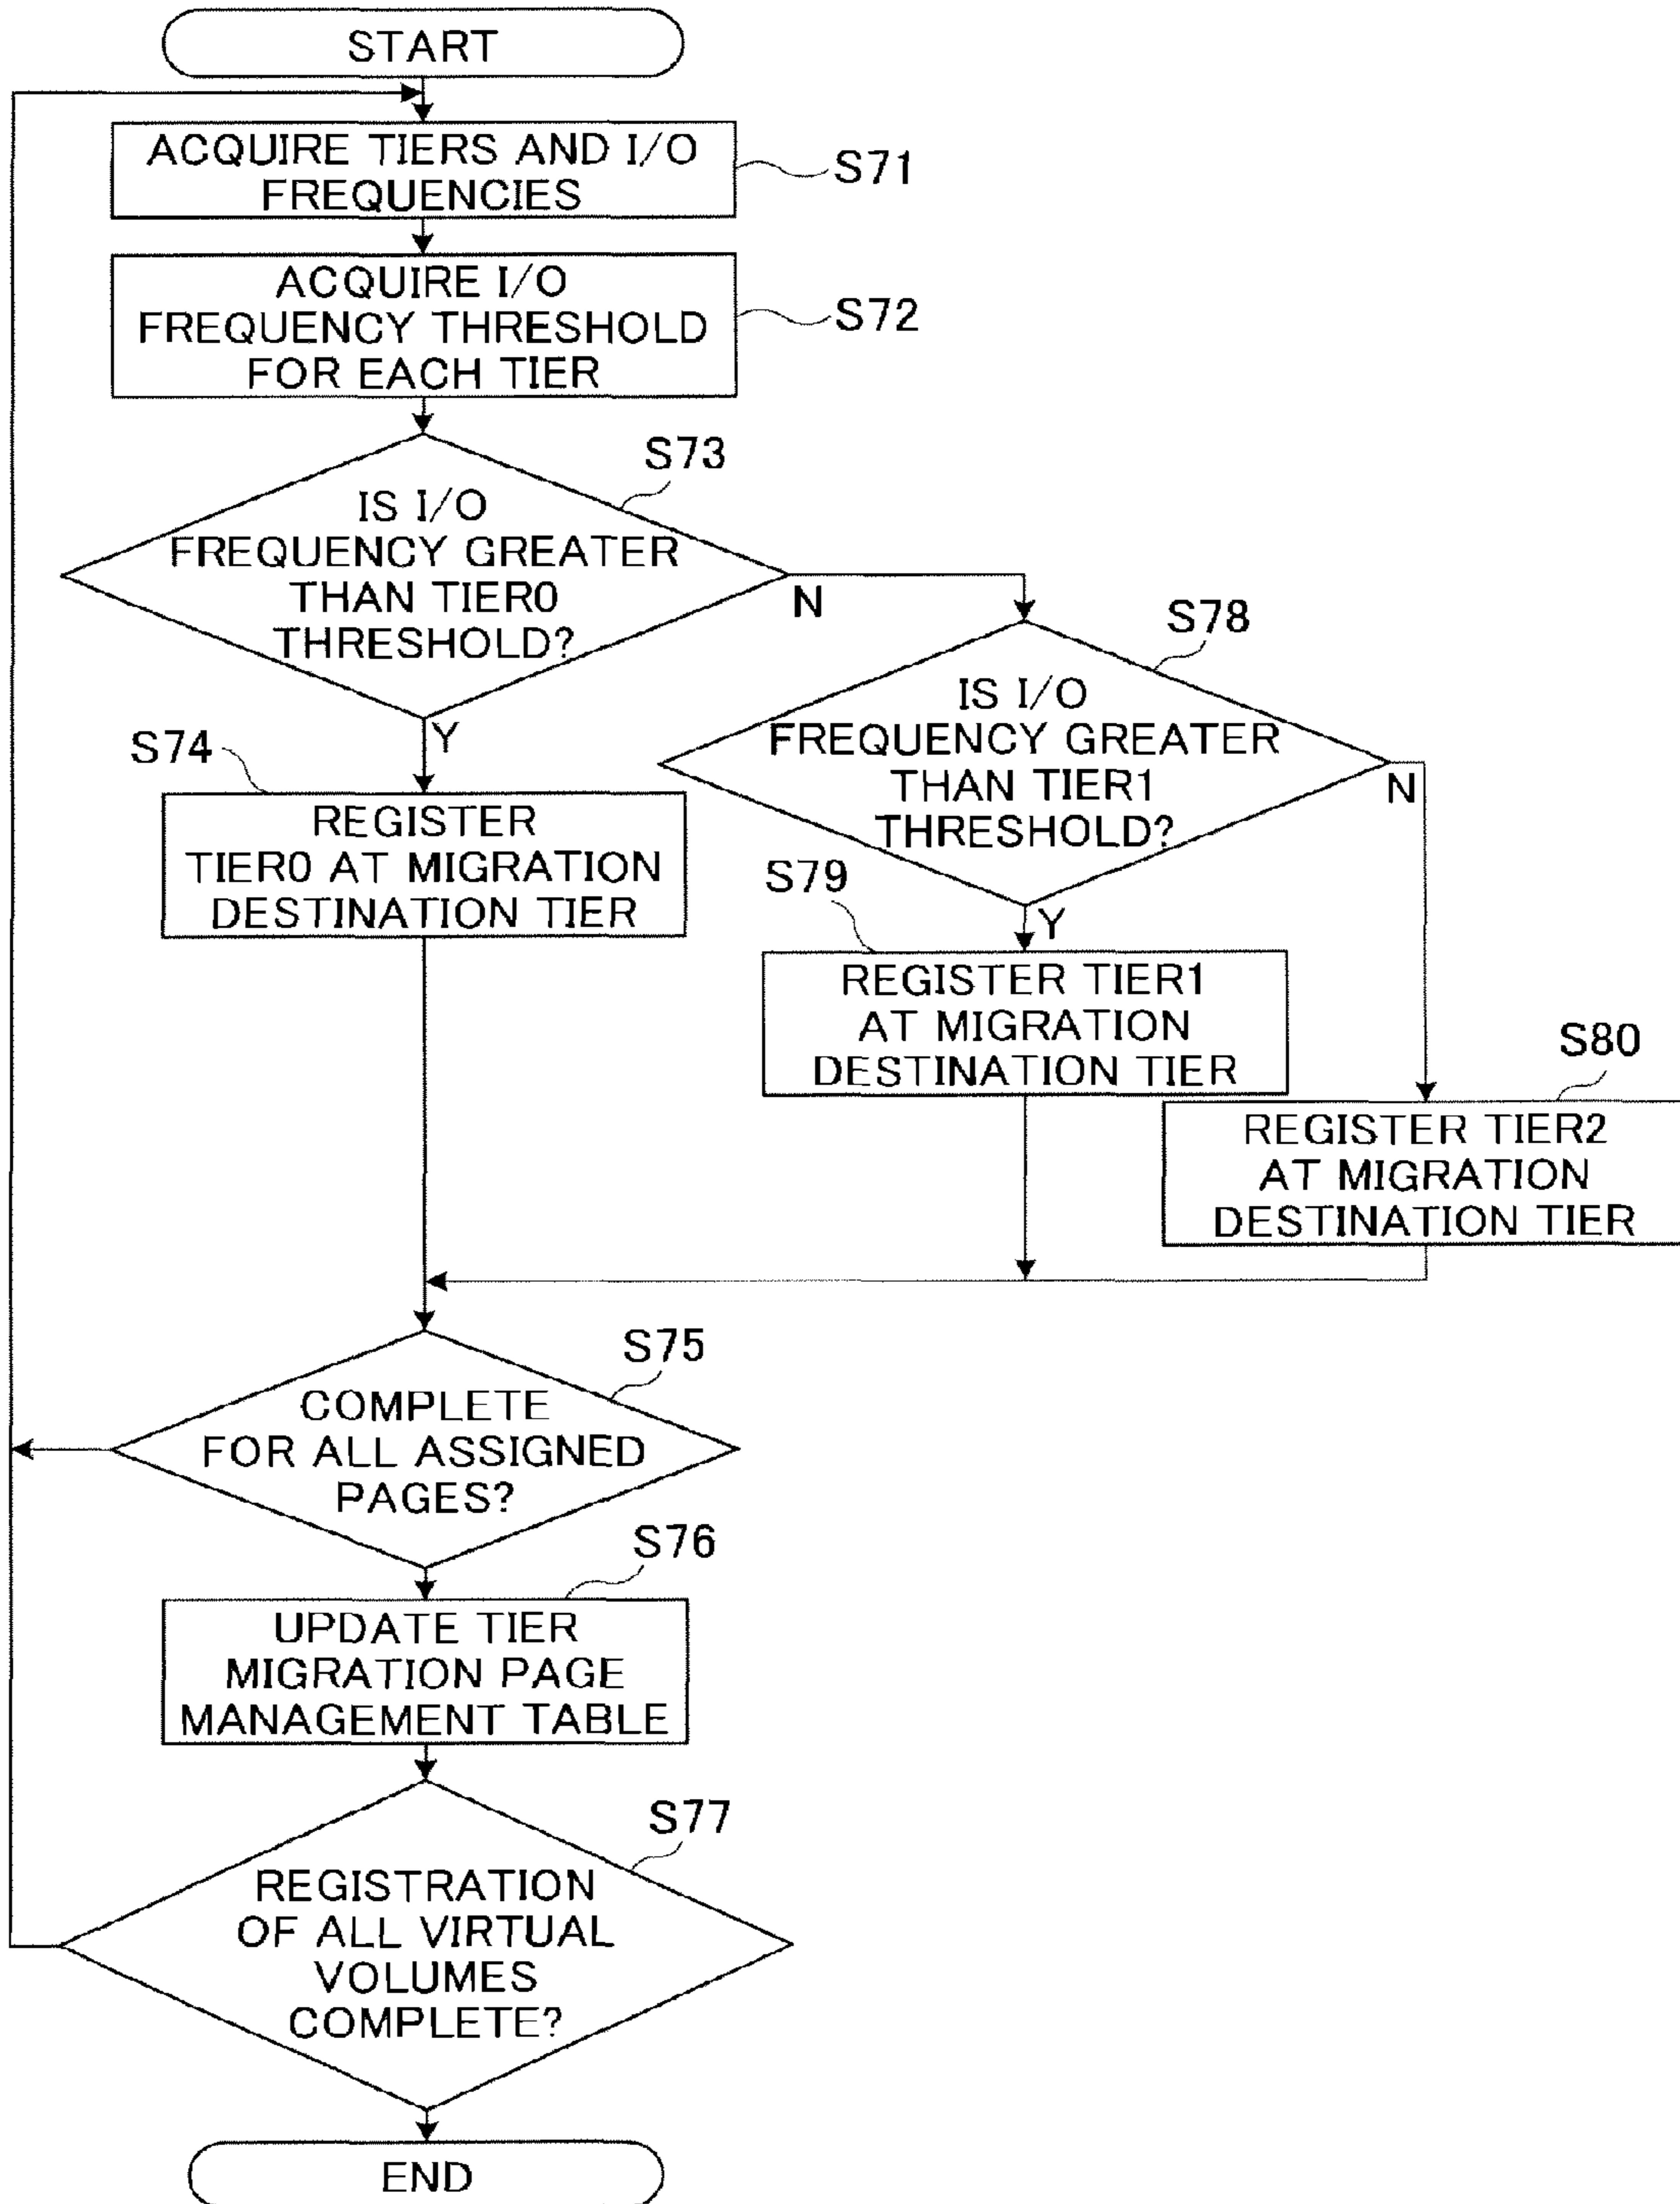 START
ACQUIRE TIERS AND I/O
FREQUENCIES
S71
ACQUIRE I/O
FREQUENCY THRESHOLD
FOR EACH TIER
S72
S73
IS I/O
FREQUENCY GREATER
THAN TIER0
THRESHOLD?
N
Y
S78
IS I/O
FREQUENCY GREATER
THAN TIER1
THRESHOLD?
N
Y
S74
REGISTER
TIER0 AT MIGRATION
DESTINATION TIER
S79
REGISTER TIER1
AT MIGRATION
DESTINATION TIER
S80
REGISTER TIER2
AT MIGRATION
DESTINATION TIER
S75
COMPLETE
FOR ALL ASSIGNED
PAGES?
S76
UPDATE TIER
MIGRATION PAGE
MANAGEMENT TABLE
S77
REGISTRATION
OF ALL VIRTUAL
VOLUMES
COMPLETE?
END